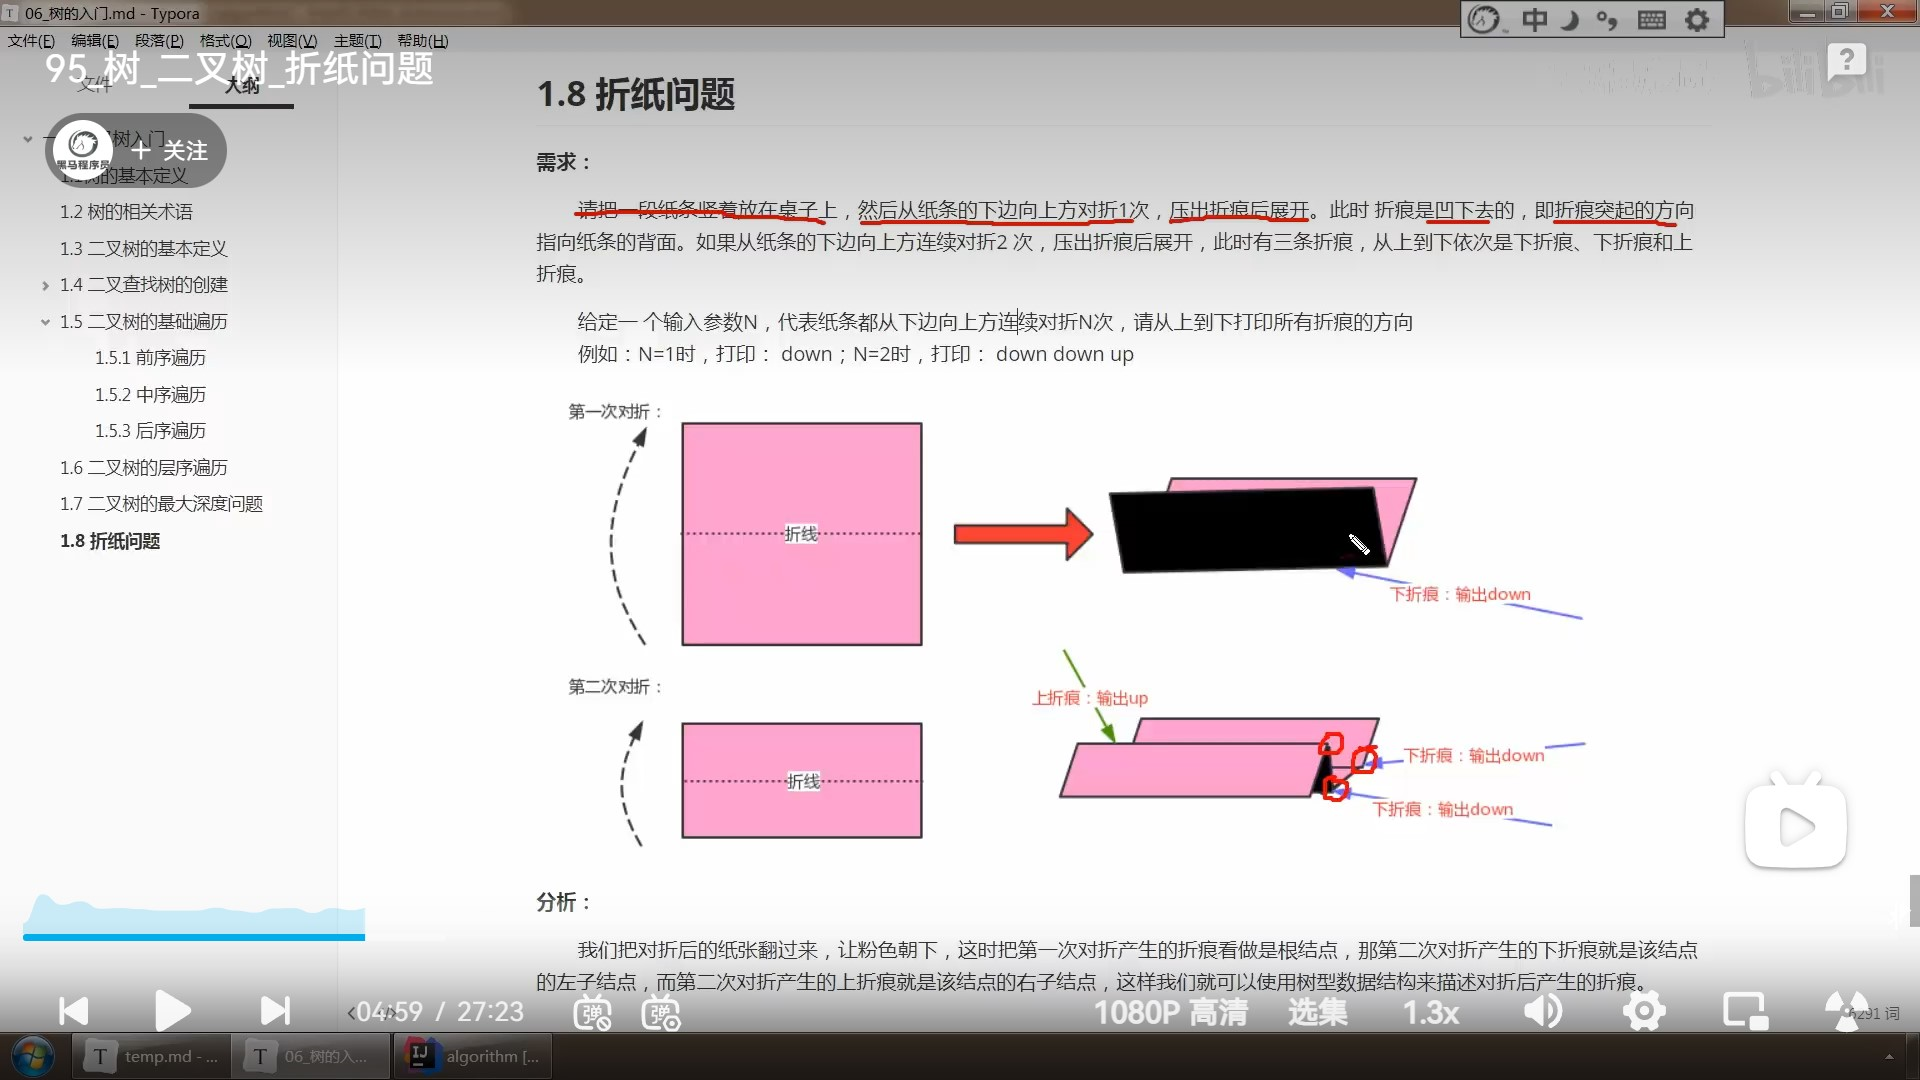 06_树的入门.md - Typora
文件(F) 编辑(E) 段落(P) 格式(O) 视图(V) 主题(T) 帮助(H)
中
95_树_二叉树_折纸问题
文件 大纲
bilibili
黑马程序员
+ 关注
1.1树的基本定义
1.2 树的相关术语
1.3 二叉树的基本定义
1.4 二叉查找树的创建
1.5 二叉树的基础遍历
1.5.1 前序遍历
1.5.2 中序遍历
1.5.3 后序遍历
1.6 二叉树的层序遍历
1.7 二叉树的最大深度问题
1.8 折纸问题
1.8 折纸问题
需求：
请把一段纸条竖着放在桌子上，然后从纸条的下边向上方对折1次，压出折痕后展开。此时 折痕是凹下去的，即折痕突起的方向
指向纸条的背面。如果从纸条的下边向上方连续对折2 次，压出折痕后展开，此时有三条折痕，从上到下依次是下折痕、下折痕和上
折痕。
给定一 个输入参数N，代表纸条都从下边向上方连续对折N次，请从上到下打印所有折痕的方向
例如：N=1时，打印： down；N=2时，打印： down down up
第一次对折：
折线
下折痕：输出down
第二次对折：
折线
上折痕：输出up
下折痕：输出down
下折痕：输出down
分析：
我们把对折后的纸张翻过来，让粉色朝下，这时把第一次对折产生的折痕看做是根结点，那第二次对折产生的下折痕就是该结点
的左子结点，而第二次对折产生的上折痕就是该结点的右子结点，这样我们就可以使用树型数据结构来描述对折后产生的折痕。
04:59 / 27:23 弹 弹 1080P 高清 选集 1.3x
6291 词
temp.md - ... 06_树的入... algorithm [...